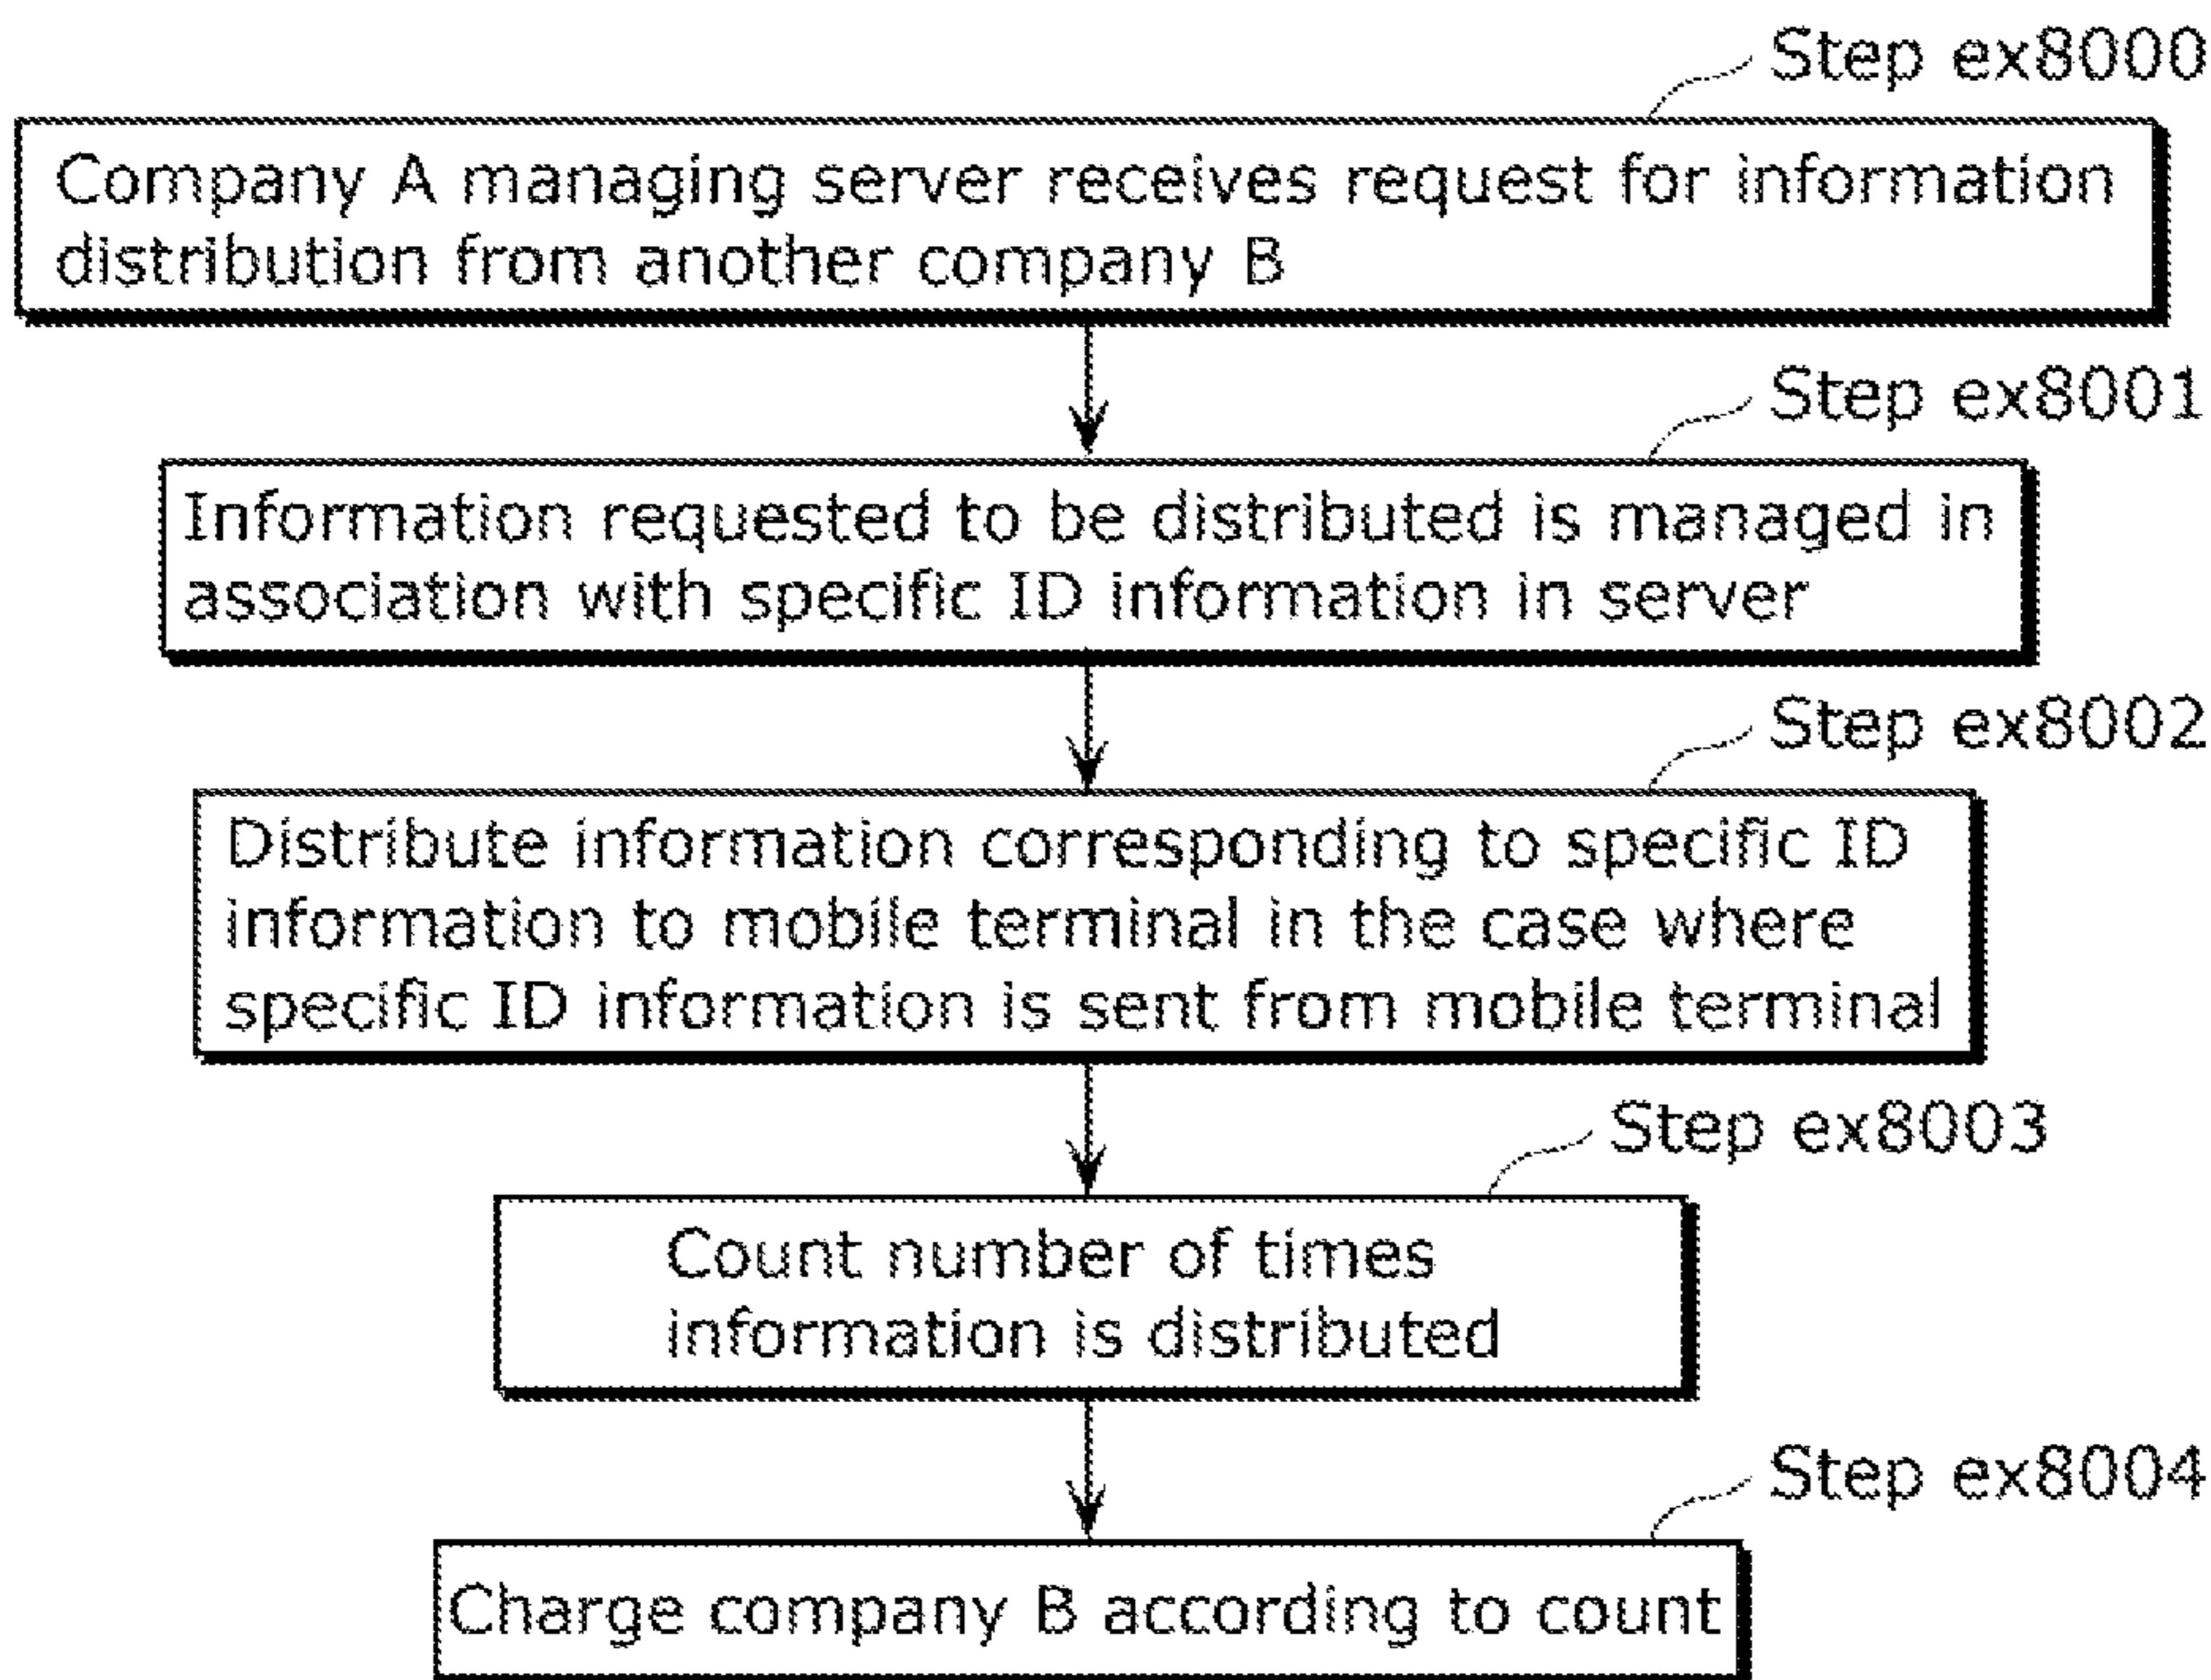 Step ex8000
Company A managing server receives request for information
distribution from another company B
Step ex8001
Information requested to be distributed is managed in
association with specific ID information in server
Step ex8002
Distribute information corresponding to specific ID
information to mobile terminal in the case where
specific ID information is sent from mobile terminal
Step ex8003
Count number of times
information is distributed
Step ex8004
Charge company B according to count